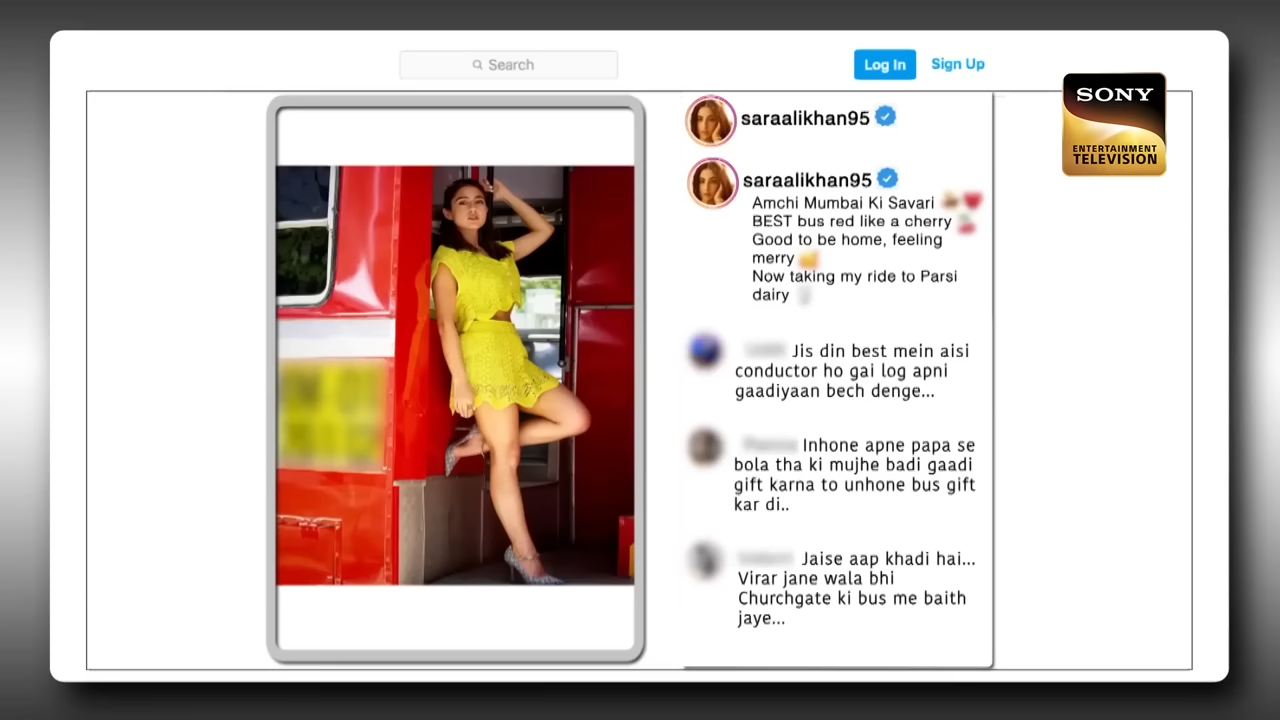 Search
Log In
Sign Up
SONY
ENTERTAINMENT
TELEVISION
saraalikhan95
saraalikhan95
Amchi Mumbai Ki Savari
BEST bus red like a cherry
Good to be home, feeling
merry
Now taking my ride to Parsi
dairy
Jis din best mein aisi
conductor ho gai log apni
gaadiyaan bech denge...
Inhone apne papa se
bola tha ki mujhe badi gaadi
gift karna to unhone bus gift
kar di..
Jaise aap khadi hai...
Virar jane wala bhi
Churchgate ki bus me baith
jaye...